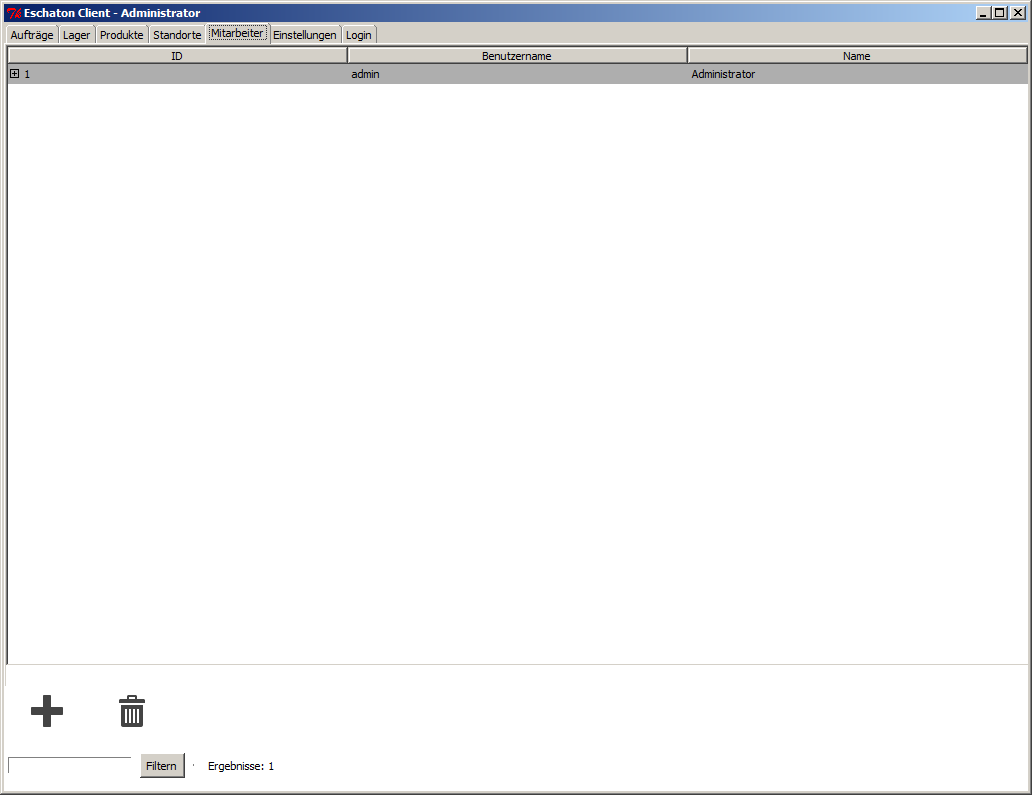 Eschaton Client - Administrator
Aufträge Lager Produkte Standorte Mitarbeiter Einstellungen Login
ID Benutzername Name
1 admin Administrator
Filtern Ergebnisse: 1